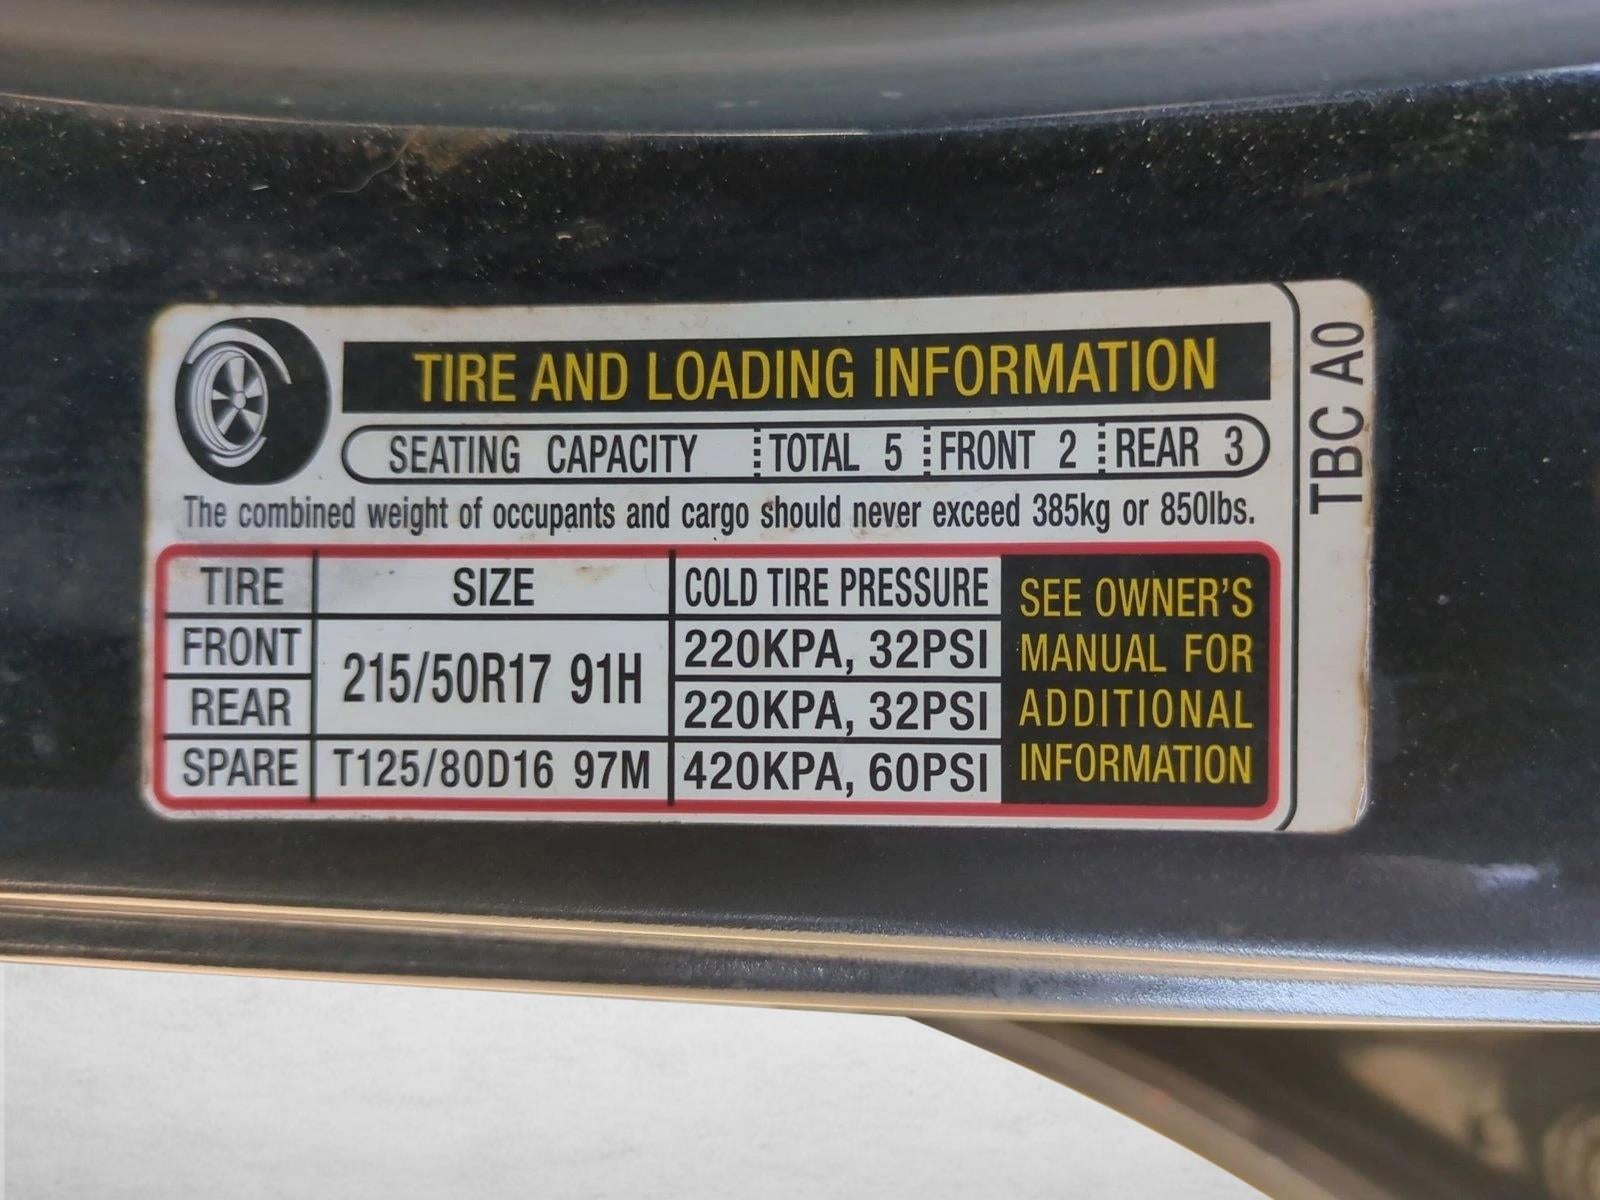 TIRE AND LOADING INFORMATION
SEATING CAPACITY TOTAL 5 FRONT 2 REAR 3
The combined weight of occupants and cargo should never exceed 385kg or 850lbs.
TIRE SIZE COLD TIRE PRESSURE
FRONT 215/50R17 91H 220KPA, 32PSI
REAR 220KPA, 32PSI
SPARE T125/80D16 97M 420KPA, 60PSI
SEE OWNER'S
MANUAL FOR
ADDITIONAL
INFORMATION
TBC A0